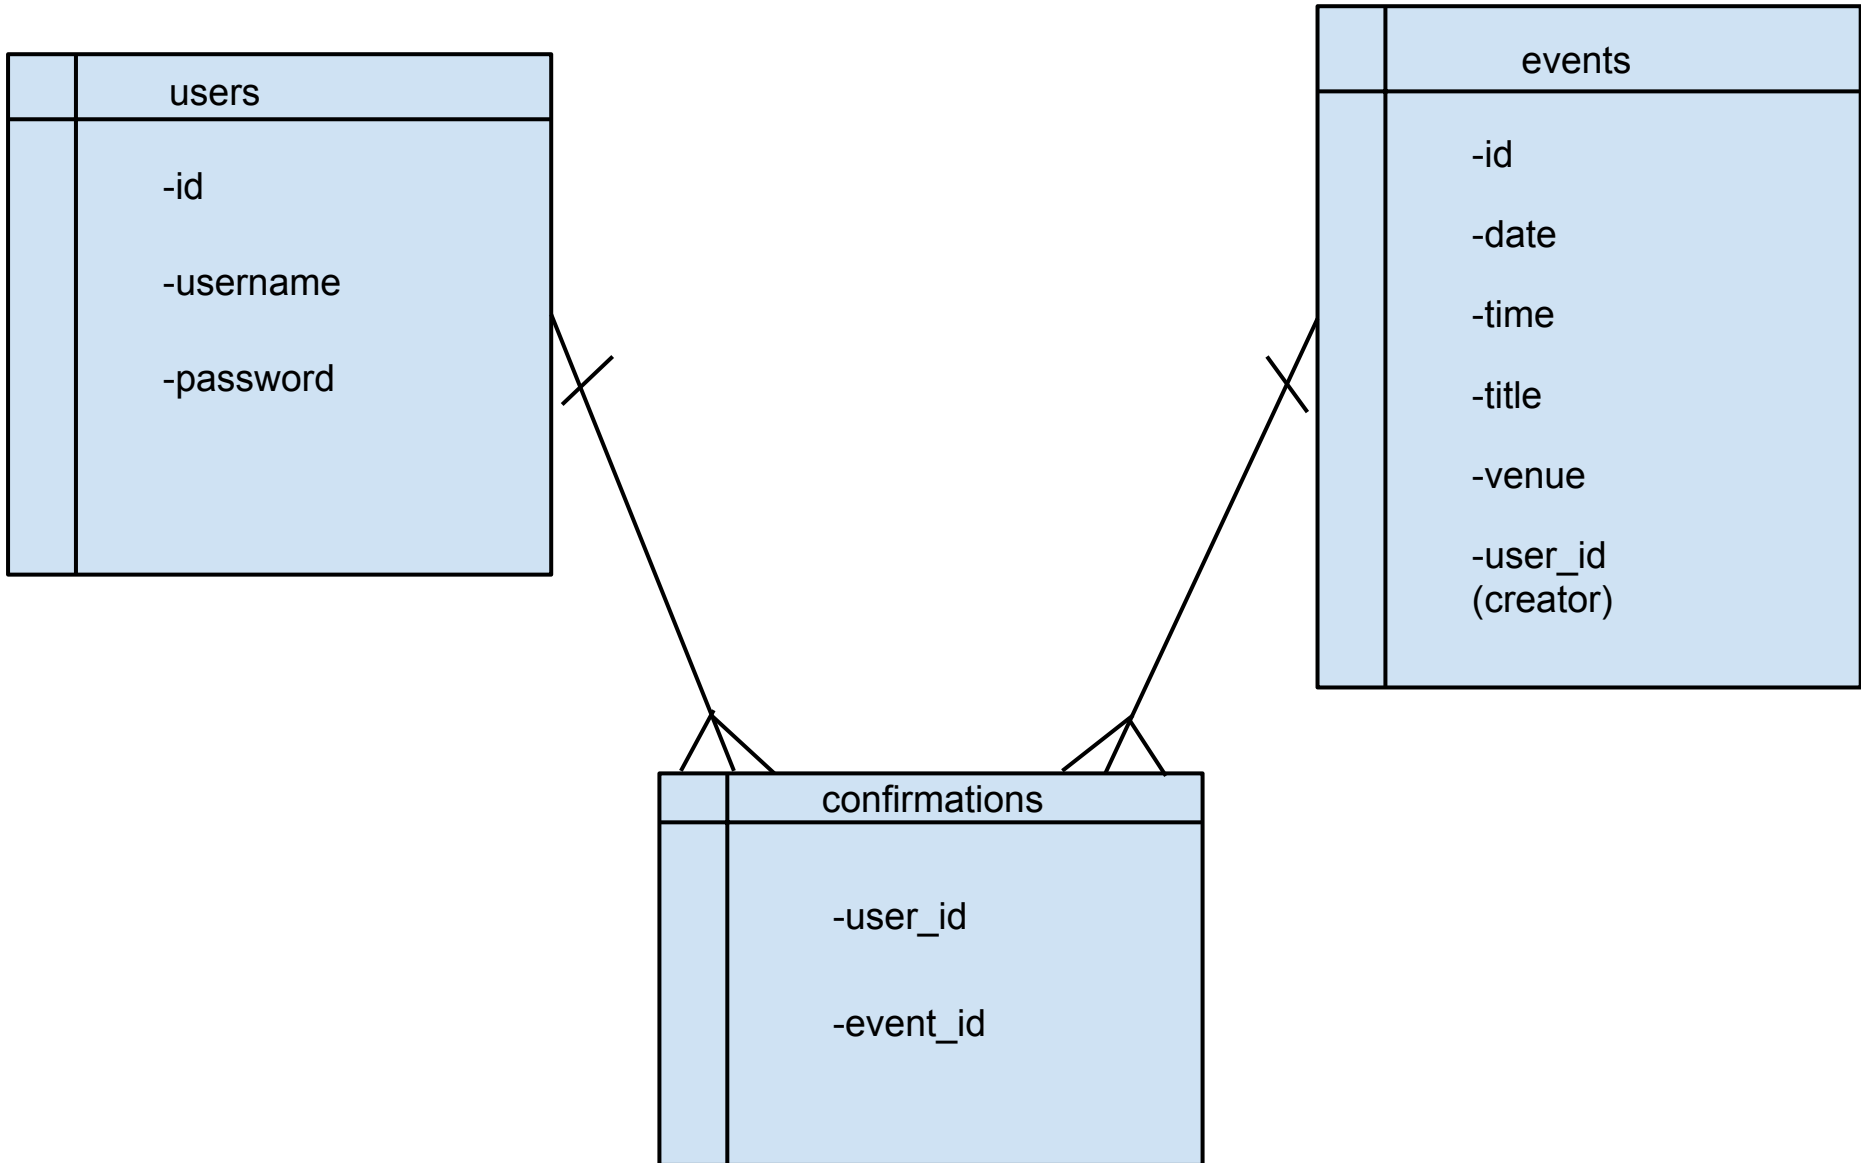 users
-id
-username
-password
events
-id
-date
-time
-title
-venue
-user_id
(creator)
confirmations
-user_id
-event_id